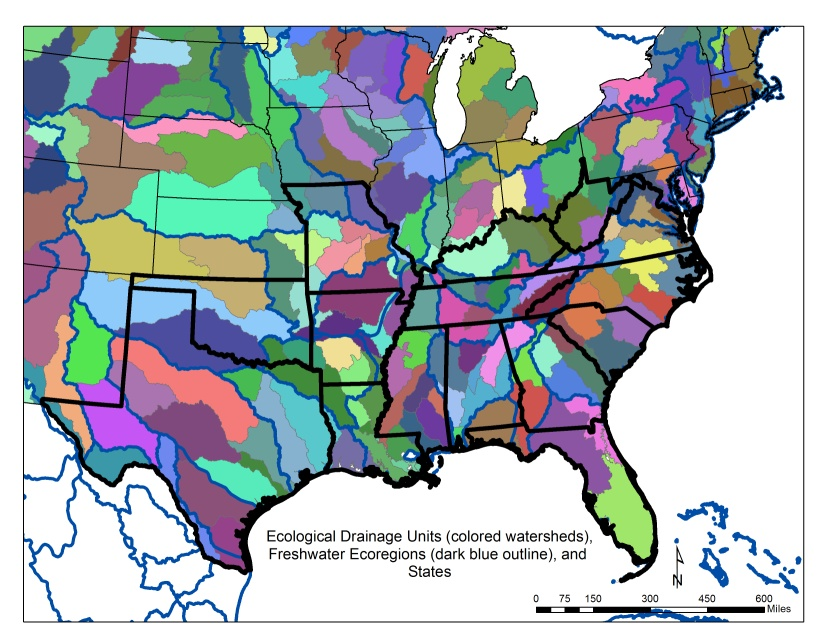 Ecological Drainage Units (colored watersheds),
Freshwater Ecoregions (dark blue outline), and
States
N
0 75 150 300 450 600
Miles